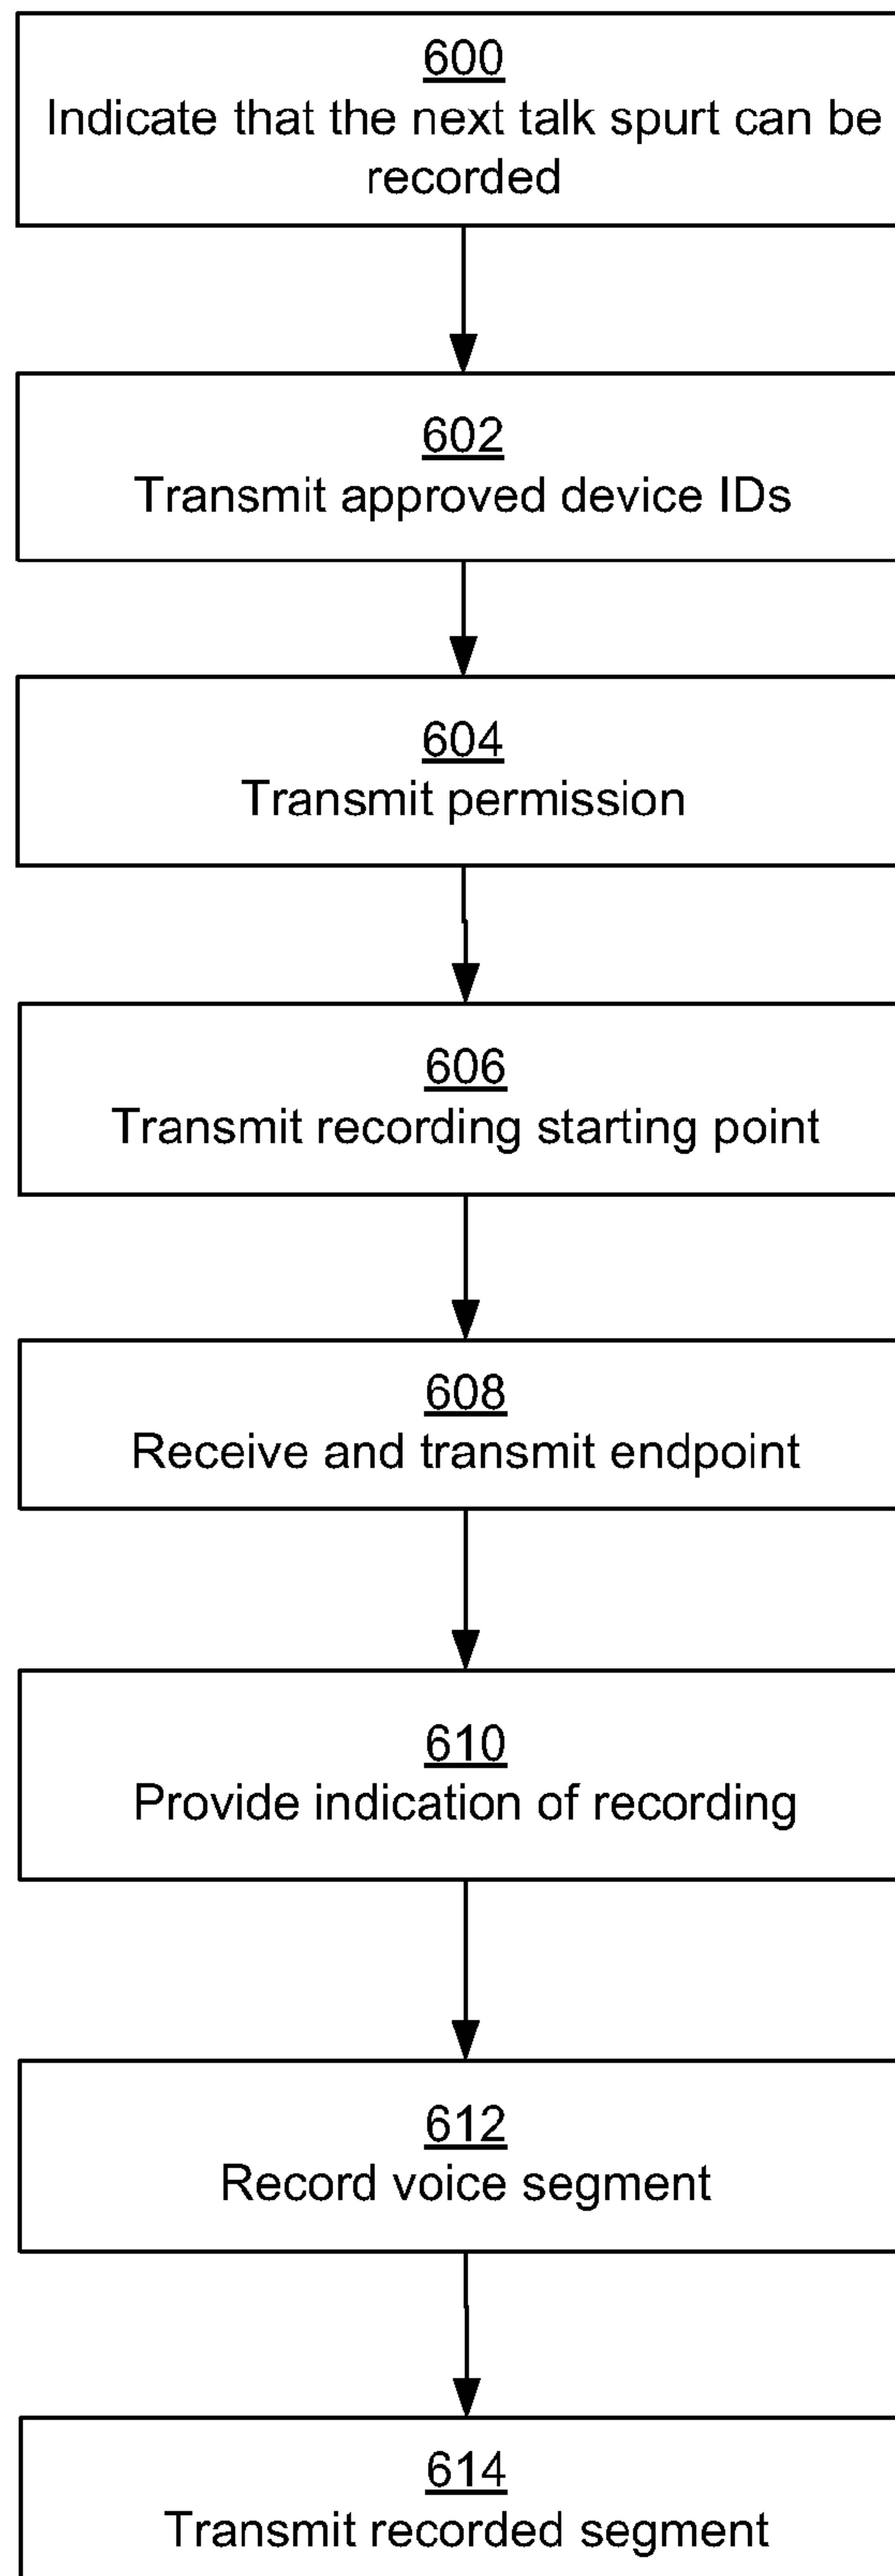 600
Indicate that the next talk spurt can be
recorded
602
Transmit approved device IDs
604
Transmit permission
606
Transmit recording starting point
608
Receive and transmit endpoint
610
Provide indication of recording
612
Record voice segment
614
Transmit recorded segment